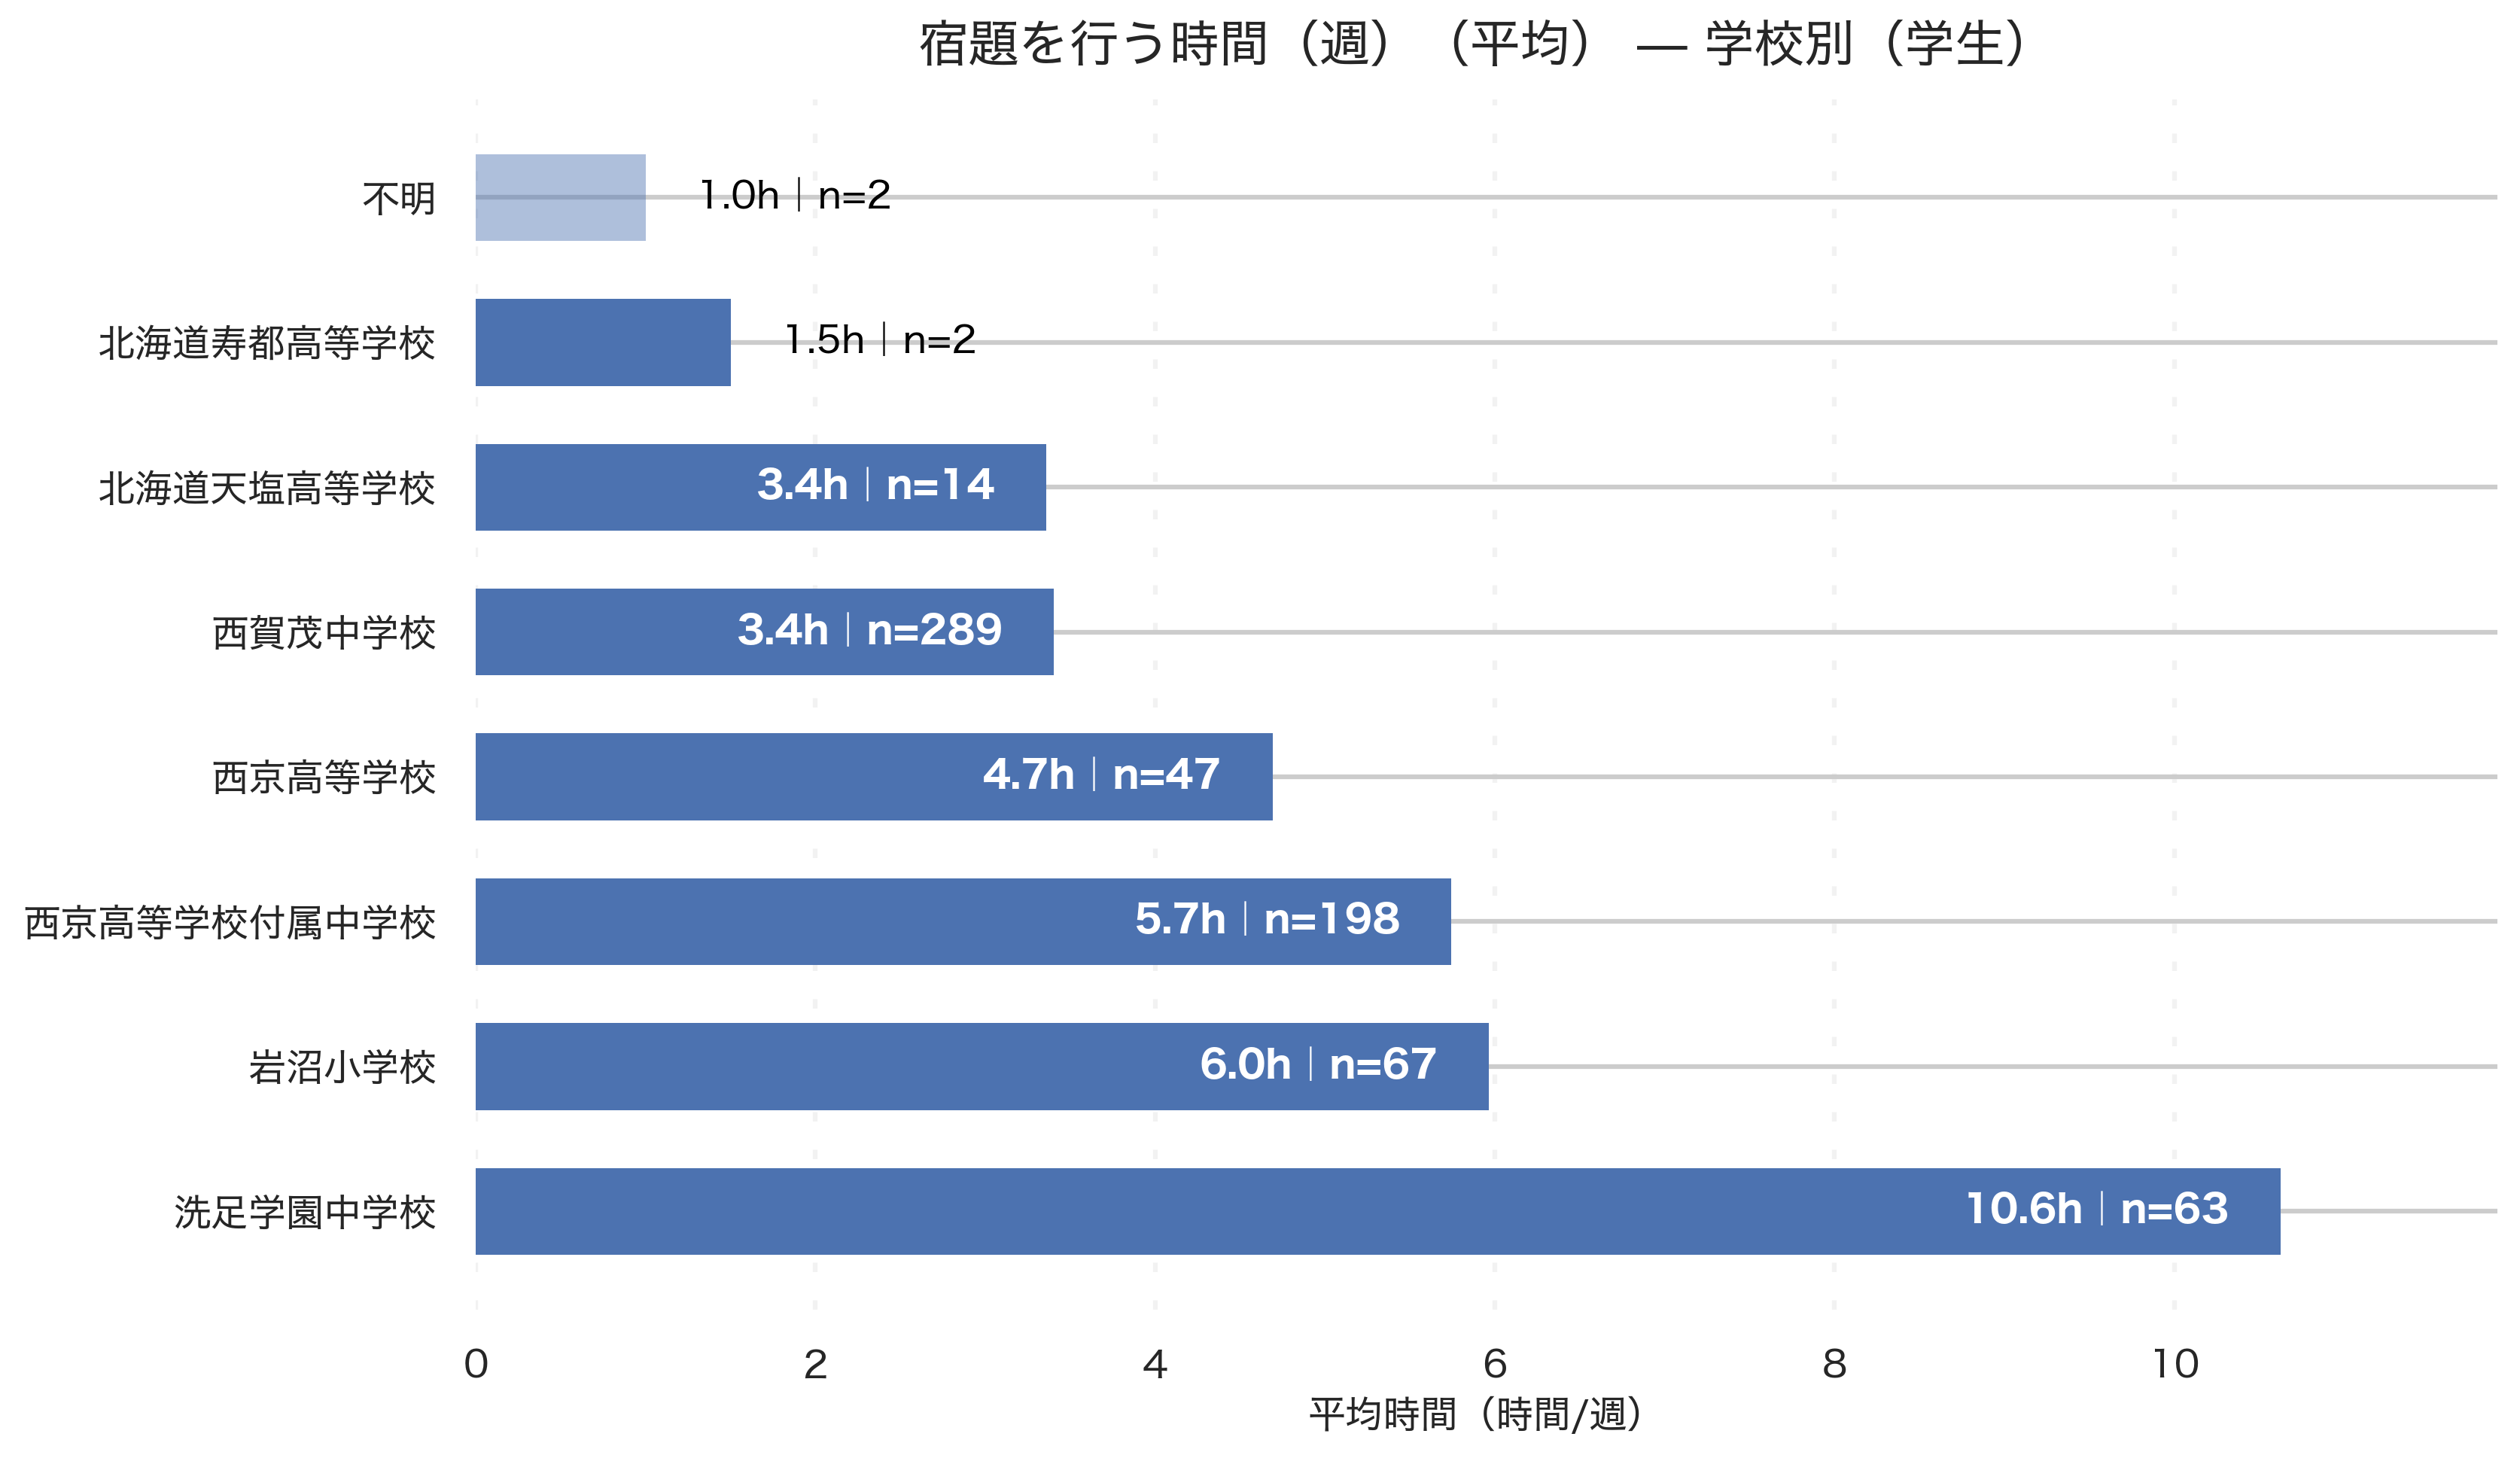 宿題を行う時間（週）（平均） — 学校別（学生）
不明 1.0h｜n=2
北海道寿都高等学校 1.5h｜n=2
北海道天塩高等学校 3.4h｜n=14
西賀茂中学校 3.4h｜n=289
西京高等学校 4.7h｜n=47
西京高等学校付属中学校 5.7h｜n=198
岩沼小学校 6.0h｜n=67
洗足学園中学校 10.6h｜n=63
0 2 4 6 8 10
平均時間（時間/週）